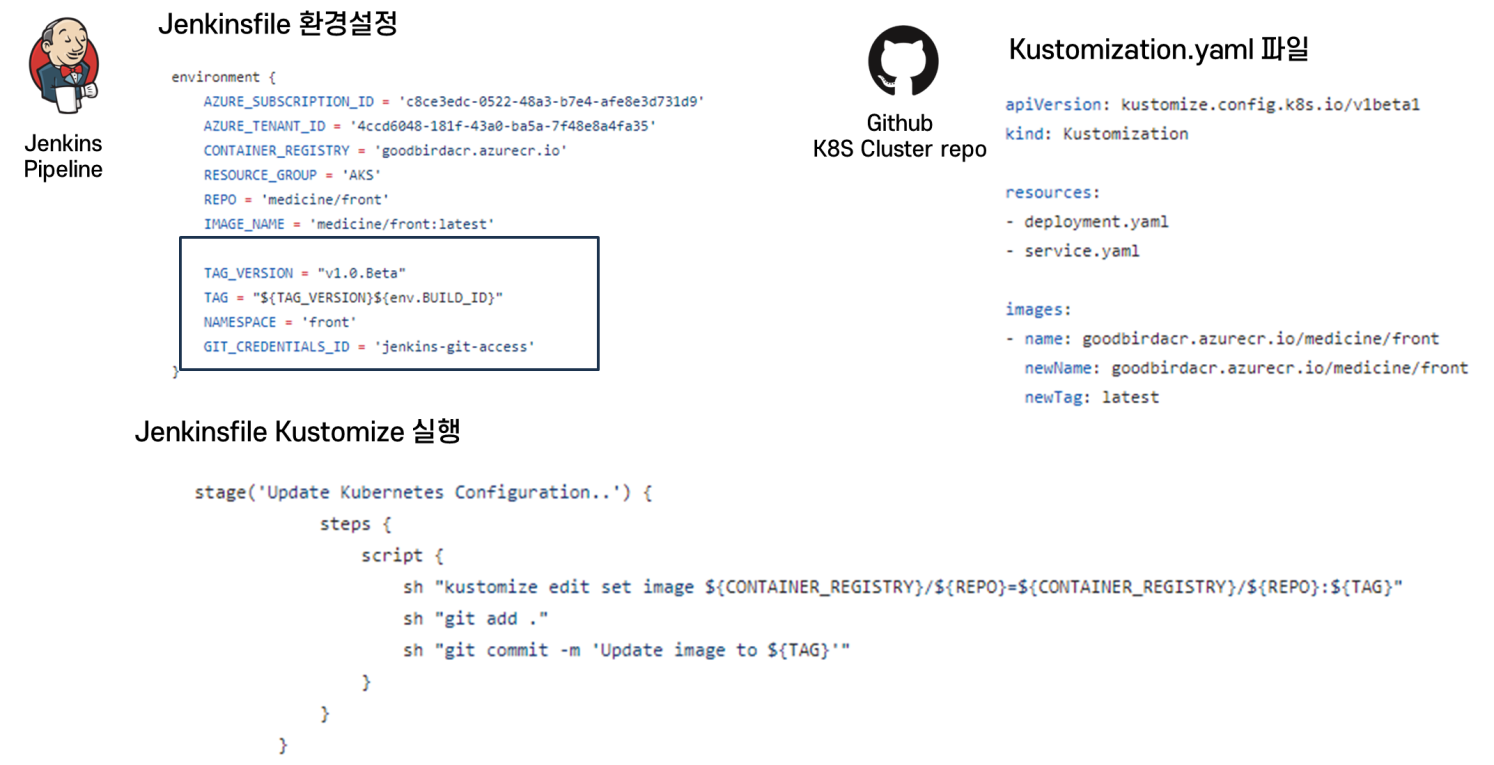 Jenkins
Pipeline
Jenkinsfile 환경설정
environment {
AZURE_SUBSCRIPTION_ID = 'c8ce3edc-0522-48a3-b7e4-afe8e3d731d9'
AZURE_TENANT_ID = '4ccd6048-181f-43a0-ba5a-7f48e8a4fa35'
CONTAINER_REGISTRY = 'goodbirdacr.azurecr.io'
RESOURCE_GROUP = 'AKS'
REPO = 'medicine/front'
IMAGE_NAME = 'medicine/front:latest'
TAG_VERSION = "v1.0.Beta"
TAG = "${TAG_VERSION}${env.BUILD_ID}"
NAMESPACE = 'front'
GIT_CREDENTIALS_ID = 'jenkins-git-access'
}
Github
K8S Cluster repo
Kustomization.yaml 파일
apiVersion: kustomize.config.k8s.io/v1beta1
kind: Kustomization
resources:
- deployment.yaml
- service.yaml
images:
- name: goodbirdacr.azurecr.io/medicine/front
newName: goodbirdacr.azurecr.io/medicine/front
newTag: latest
Jenkinsfile Kustomize 실행
stage('Update Kubernetes Configuration..') {
steps {
script {
sh "kustomize edit set image ${CONTAINER_REGISTRY}/${REPO}=${CONTAINER_REGISTRY}/${REPO}:${TAG}"
sh "git add ."
sh "git commit -m 'Update image to ${TAG}'"
}
}
}